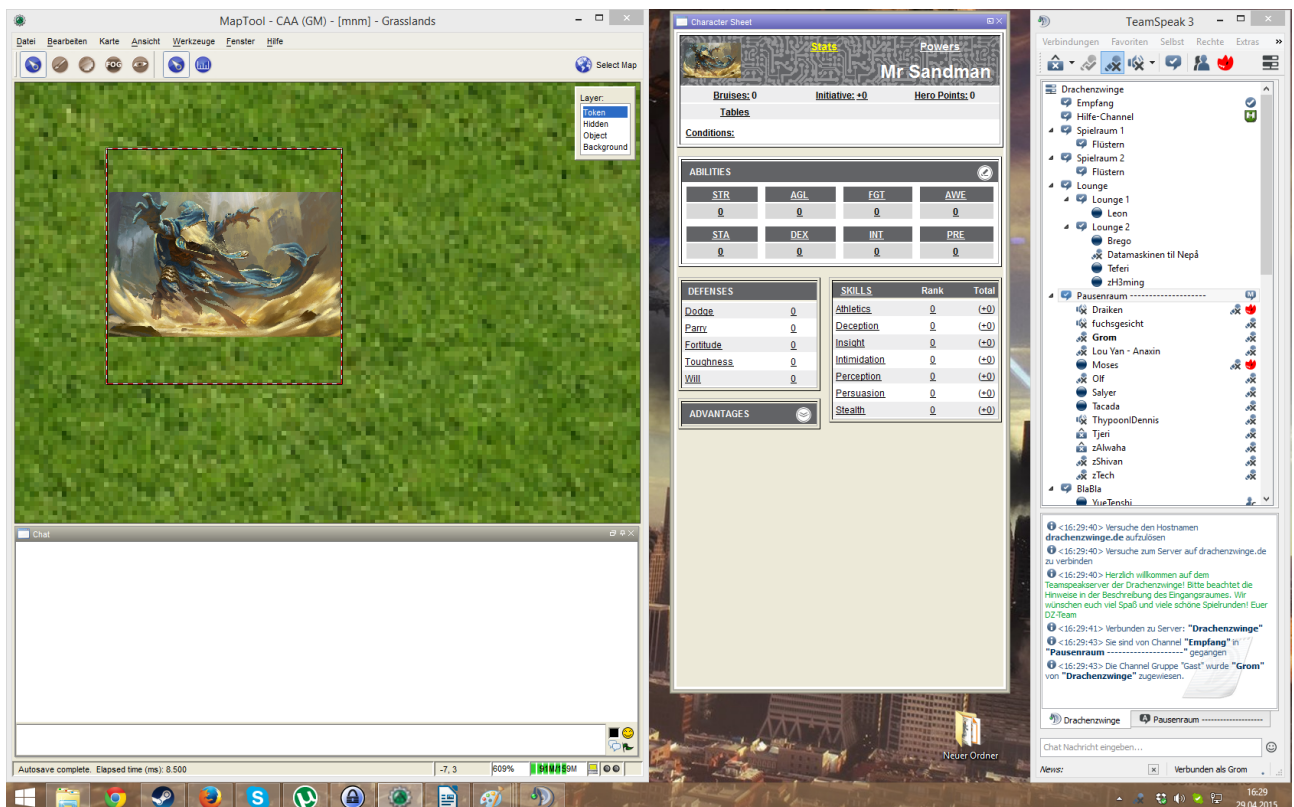 MapTool - CAA (GM) - [mnm] - Grasslands
Datei Bearbeiten Karte Ansicht Werkzeuge Fenster Hilfe
FOG
Select Map
Layer:
Token
Hidden
Object
Background
Chat
Autosave complete. Elapsed time (ms): 8.500
-7, 3
609%
91M/159M
Character Sheet
Stats Powers
Mr Sandman
Bruises: 0 Initiative: +0 Hero Points: 0
Tables
Conditions:
ABILITIES
STR AGL FGT AWE
0 0 0 0
STA DEX INT PRE
0 0 0 0
DEFENSES
Dodge 0
Parry 0
Fortitude 0
Toughness 0
Will 0
ADVANTAGES
SKILLS Rank Total
Athletics 0 (+0)
Deception 0 (+0)
Insight 0 (+0)
Intimidation 0 (+0)
Perception 0 (+0)
Persuasion 0 (+0)
Stealth 0 (+0)
Neuer Ordner
TeamSpeak 3
Verbindungen Favoriten Selbst Rechte Extras »
Drachenzwinge
Empfang
Hilfe-Channel
Spielraum 1
Flüstern
Spielraum 2
Flüstern
Lounge
Lounge 1
Leon
Lounge 2
Brego
Datamaskinen til Nepå
Teferi
zH3ming
Pausenraum --------------------
Draiken
fuchsgesicht
Grom
Lou Yan - Anaxin
Moses
Olf
Salyer
Tacada
ThypoonlDennis
Tjeri
zAlwaha
zShivan
zTech
BlaBla
YueTenshi
<16:29:40> Versuche den Hostnamen
drachenzwinge.de aufzulösen
<16:29:40> Versuche zum Server auf drachenzwinge.de
zu verbinden
<16:29:40> Herzlich willkommen auf dem
Teamspeakserver der Drachenzwinge! Bitte beachtet die
Hinweise in der Beschreibung des Eingangsraumes. Wir
wünschen euch viel Spaß und viele schöne Spielrunden! Euer
DZ-Team
<16:29:41> Verbunden zu Server: "Drachenzwinge"
<16:29:43> Sie sind von Channel "Empfang" in
"Pausenraum --------------------" gegangen
<16:29:43> Die Channel Gruppe "Gast" wurde "Grom"
von "Drachenzwinge" zugewiesen.
Drachenzwinge Pausenraum --------------------
Chat Nachricht eingeben...
News: Verbunden als Grom
16:29
29.04.2015